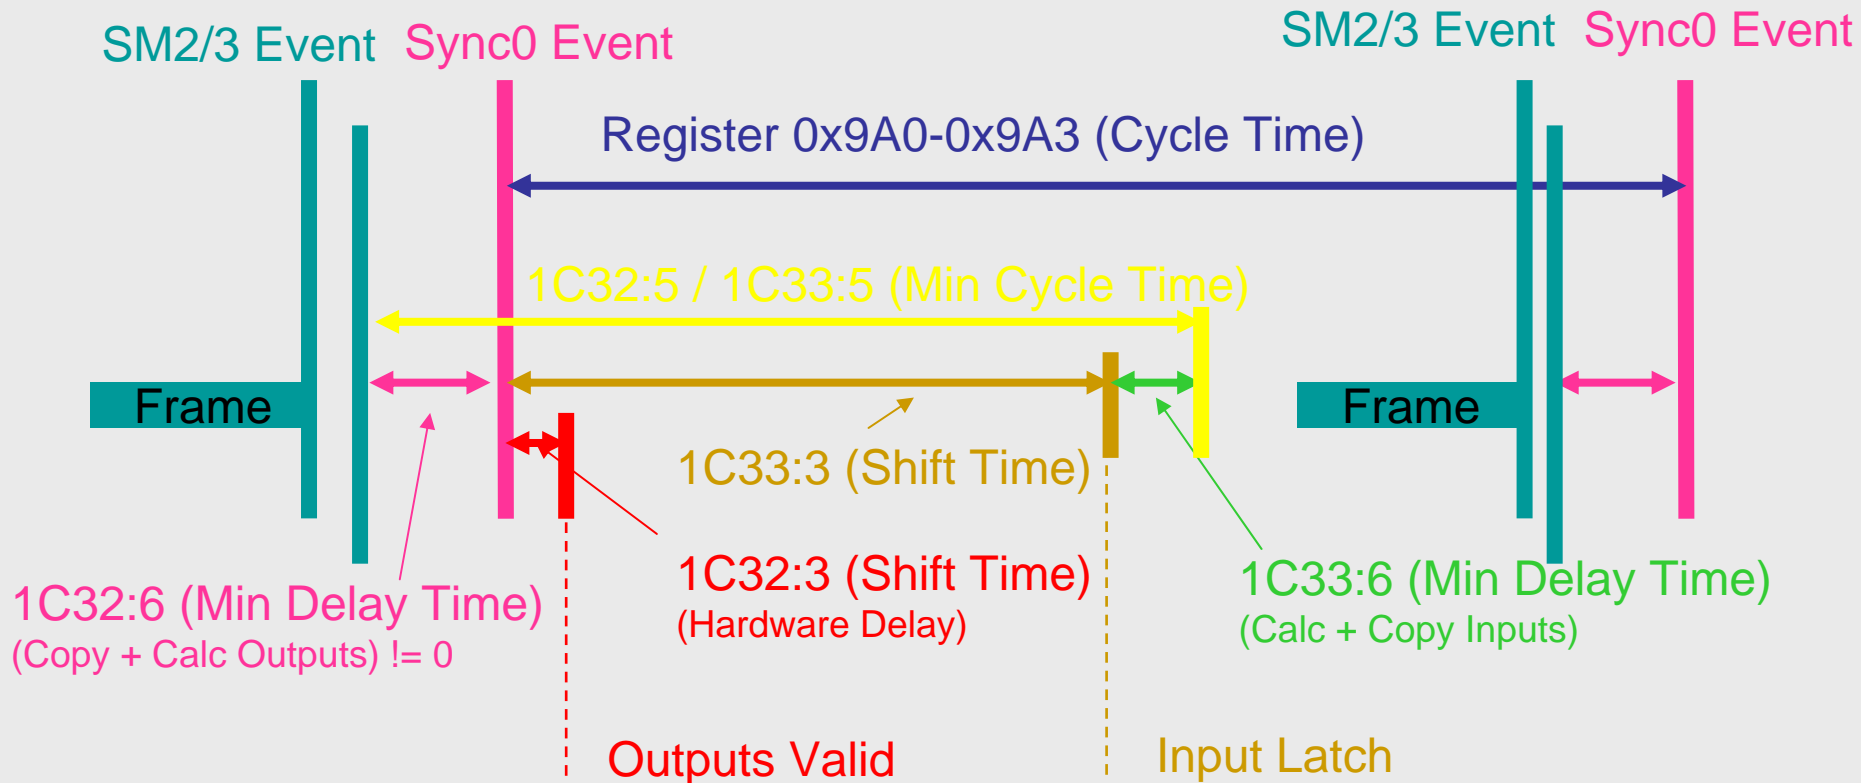 SM2/3 Event
Sync0 Event
SM2/3 Event
Sync0 Event
Register 0x9A0-0x9A3 (Cycle Time)
1C32:5 / 1C33:5 (Min Cycle Time)
Frame
Frame
1C33:3 (Shift Time)
1C32:6 (Min Delay Time)
(Copy + Calc Outputs) != 0
1C32:3 (Shift Time)
(Hardware Delay)
1C33:6 (Min Delay Time)
(Calc + Copy Inputs)
Outputs Valid
Input Latch